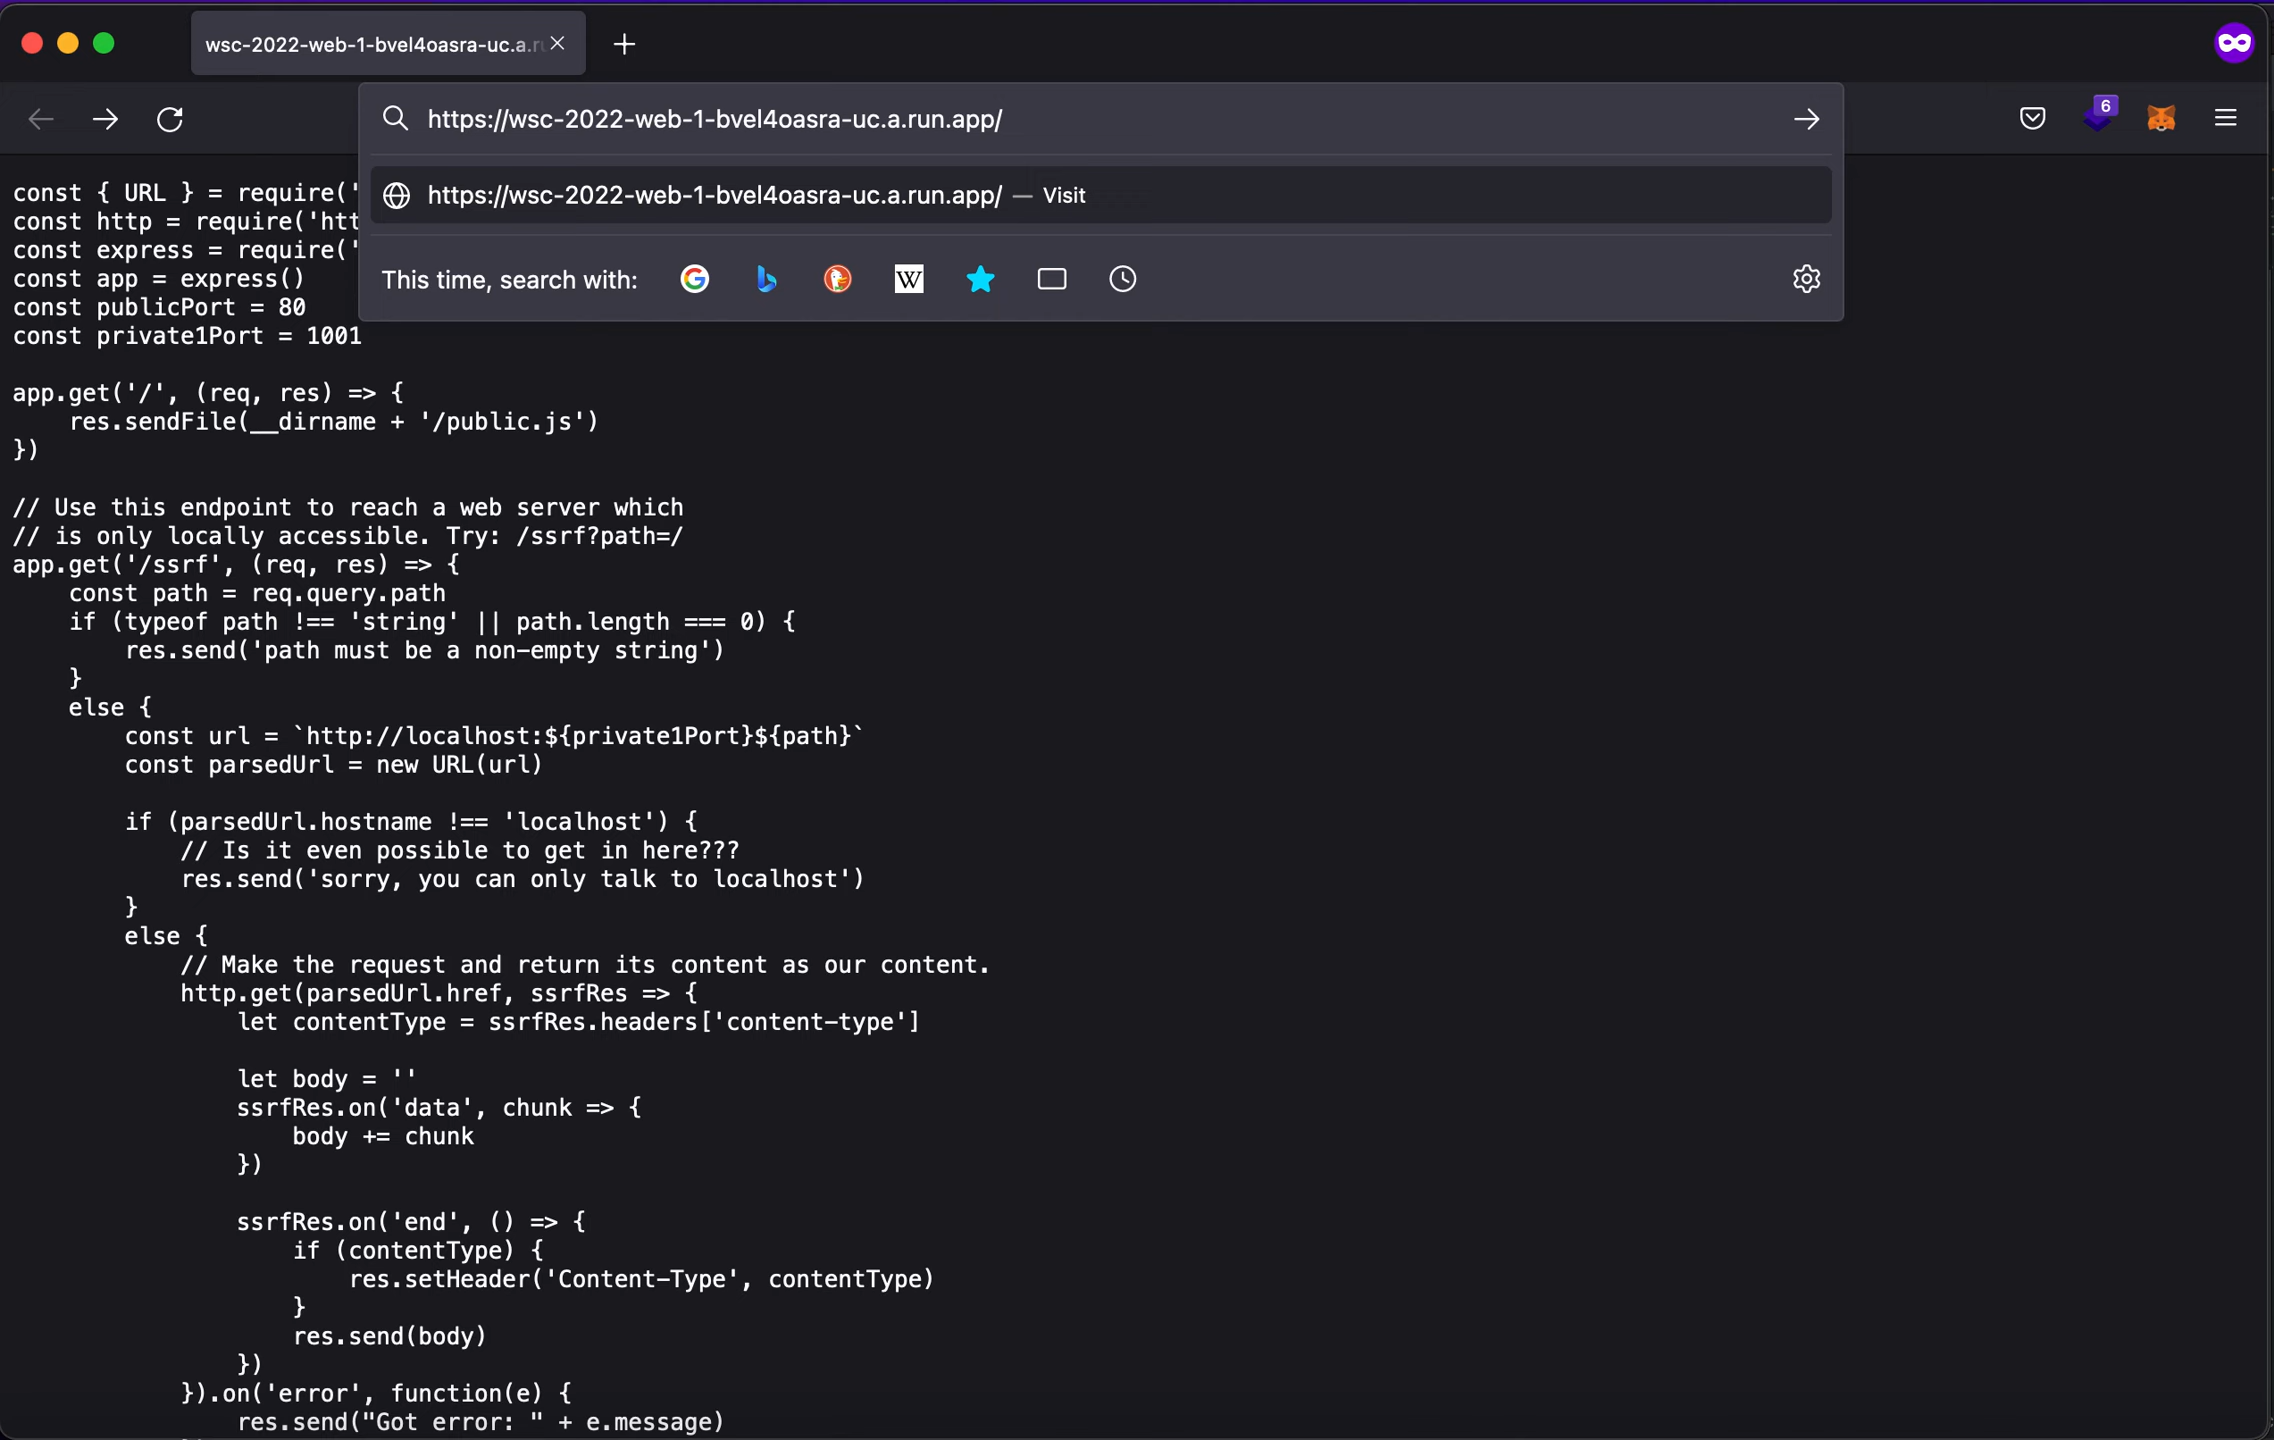 wsc-2022-web-1-bvel4oasra-uc.a.ru
https://wsc-2022-web-1-bvel4oasra-uc.a.run.app/
6
https://wsc-2022-web-1-bvel4oasra-uc.a.run.app/ — Visit
This time, search with:
const { URL } = require('
const http = require('htt
const express = require('
const app = express()
const publicPort = 80
const private1Port = 1001
app.get('/', (req, res) => {
    res.sendFile(__dirname + '/public.js')
})
// Use this endpoint to reach a web server which
// is only locally accessible. Try: /ssrf?path=/
app.get('/ssrf', (req, res) => {
    const path = req.query.path
    if (typeof path !== 'string' || path.length === 0) {
        res.send('path must be a non-empty string')
    }
    else {
        const url = `http://localhost:${private1Port}${path}`
        const parsedUrl = new URL(url)
        if (parsedUrl.hostname !== 'localhost') {
            // Is it even possible to get in here???
            res.send('sorry, you can only talk to localhost')
        }
        else {
            // Make the request and return its content as our content.
            http.get(parsedUrl.href, ssrfRes => {
                let contentType = ssrfRes.headers['content-type']
                let body = ''
                ssrfRes.on('data', chunk => {
                    body += chunk
                })
                ssrfRes.on('end', () => {
                    if (contentType) {
                        res.setHeader('Content-Type', contentType)
                    }
                    res.send(body)
                })
            }).on('error', function(e) {
                res.send("Got error: " + e.message)